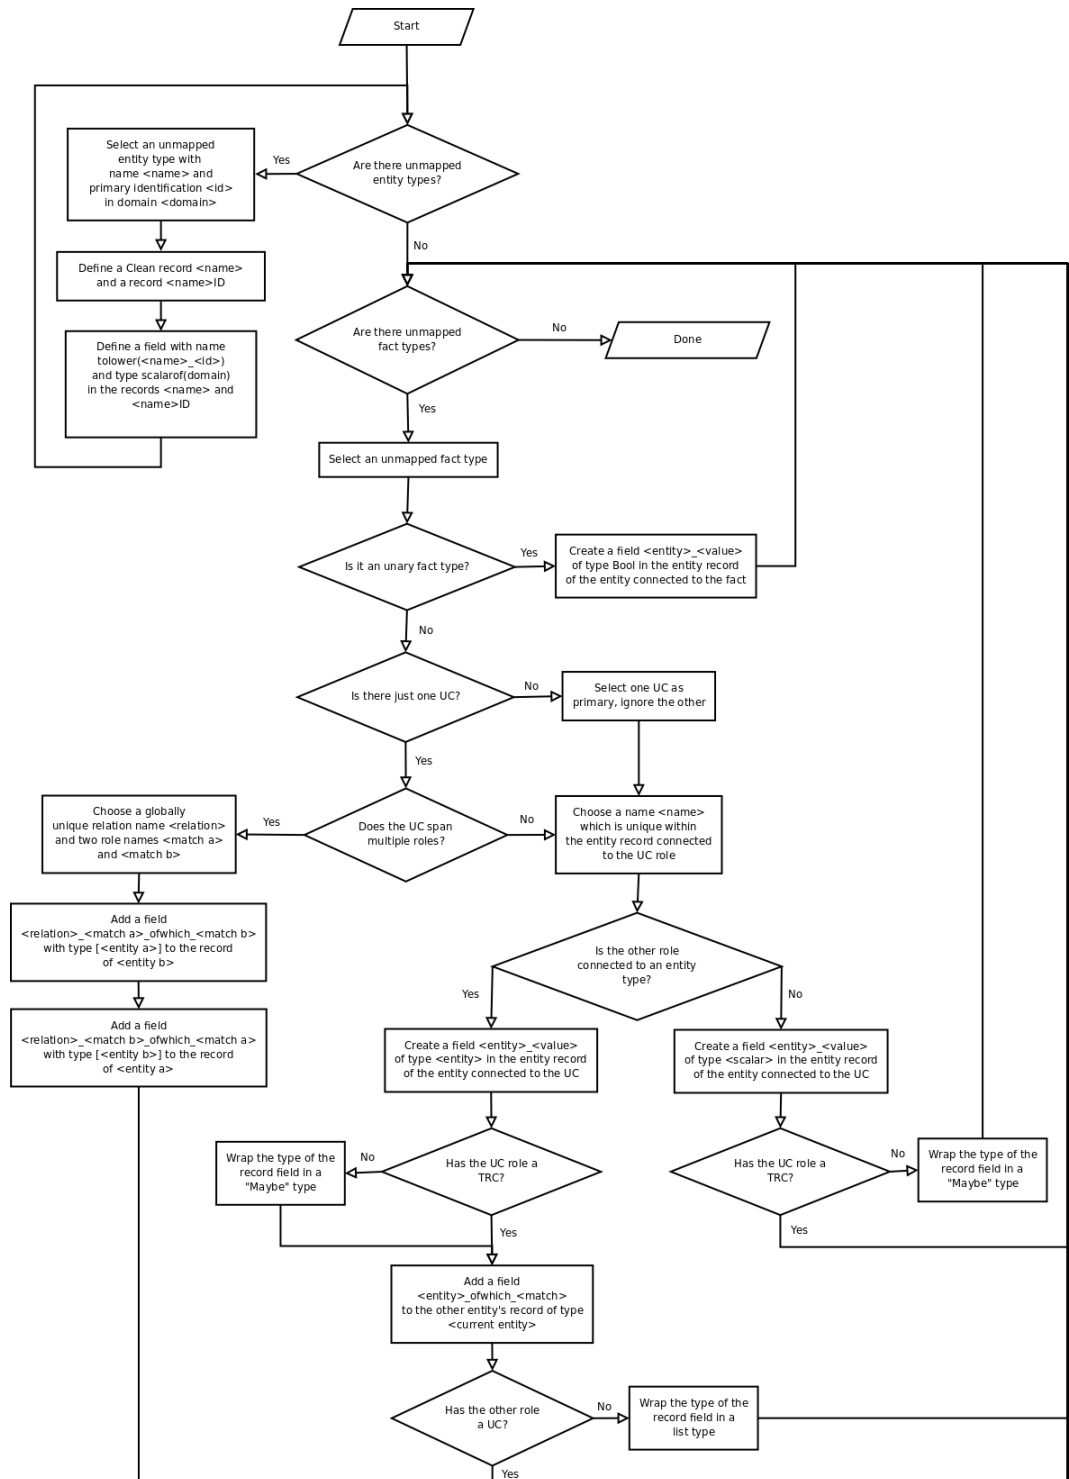 Start
Are there unmapped
entity types?
Yes
Select an unmapped
entity type with
name <name> and
primary identification <id>
in domain <domain>
Define a Clean record <name>
and a record <name>ID
Define a field with name
tolower(<name>_<id>)
and type scalarof(domain)
in the records <name> and
<name>ID
No
Are there unmapped
fact types?
No
Done
Yes
Select an unmapped fact type
Is it an unary fact type?
Yes
Create a field <entity>_<value>
of type Bool in the entity record
of the entity connected to the fact
No
Is there just one UC?
No
Select one UC as
primary, ignore the other
Yes
Does the UC span
multiple roles?
Yes
Choose a globally
unique relation name <relation>
and two role names <match a>
and <match b>
Add a field
<relation>_<match a>_ofwhich_<match b>
with type [<entity a>] to the record
of <entity b>
Add a field
<relation>_<match b>_ofwhich_<match a>
with type [<entity b>] to the record
of <entity a>
No
Choose a name <name>
which is unique within
the entity record connected
to the UC role
Is the other role
connected to an entity
type?
Yes
Create a field <entity>_<value>
of type <entity> in the entity record
of the entity connected to the UC
No
Create a field <entity>_<value>
of type <scalar> in the entity record
of the entity connected to the UC
Has the UC role a
TRC?
No
Wrap the type of the
record field in a
"Maybe" type
Yes
Has the UC role a
TRC?
No
Wrap the type of the
record field in a
"Maybe" type
Yes
Add a field
<entity>_ofwhich_<match>
to the other entity's record of type
<current entity>
Has the other role
a UC?
No
Wrap the type of the
record field in a
list type
Yes